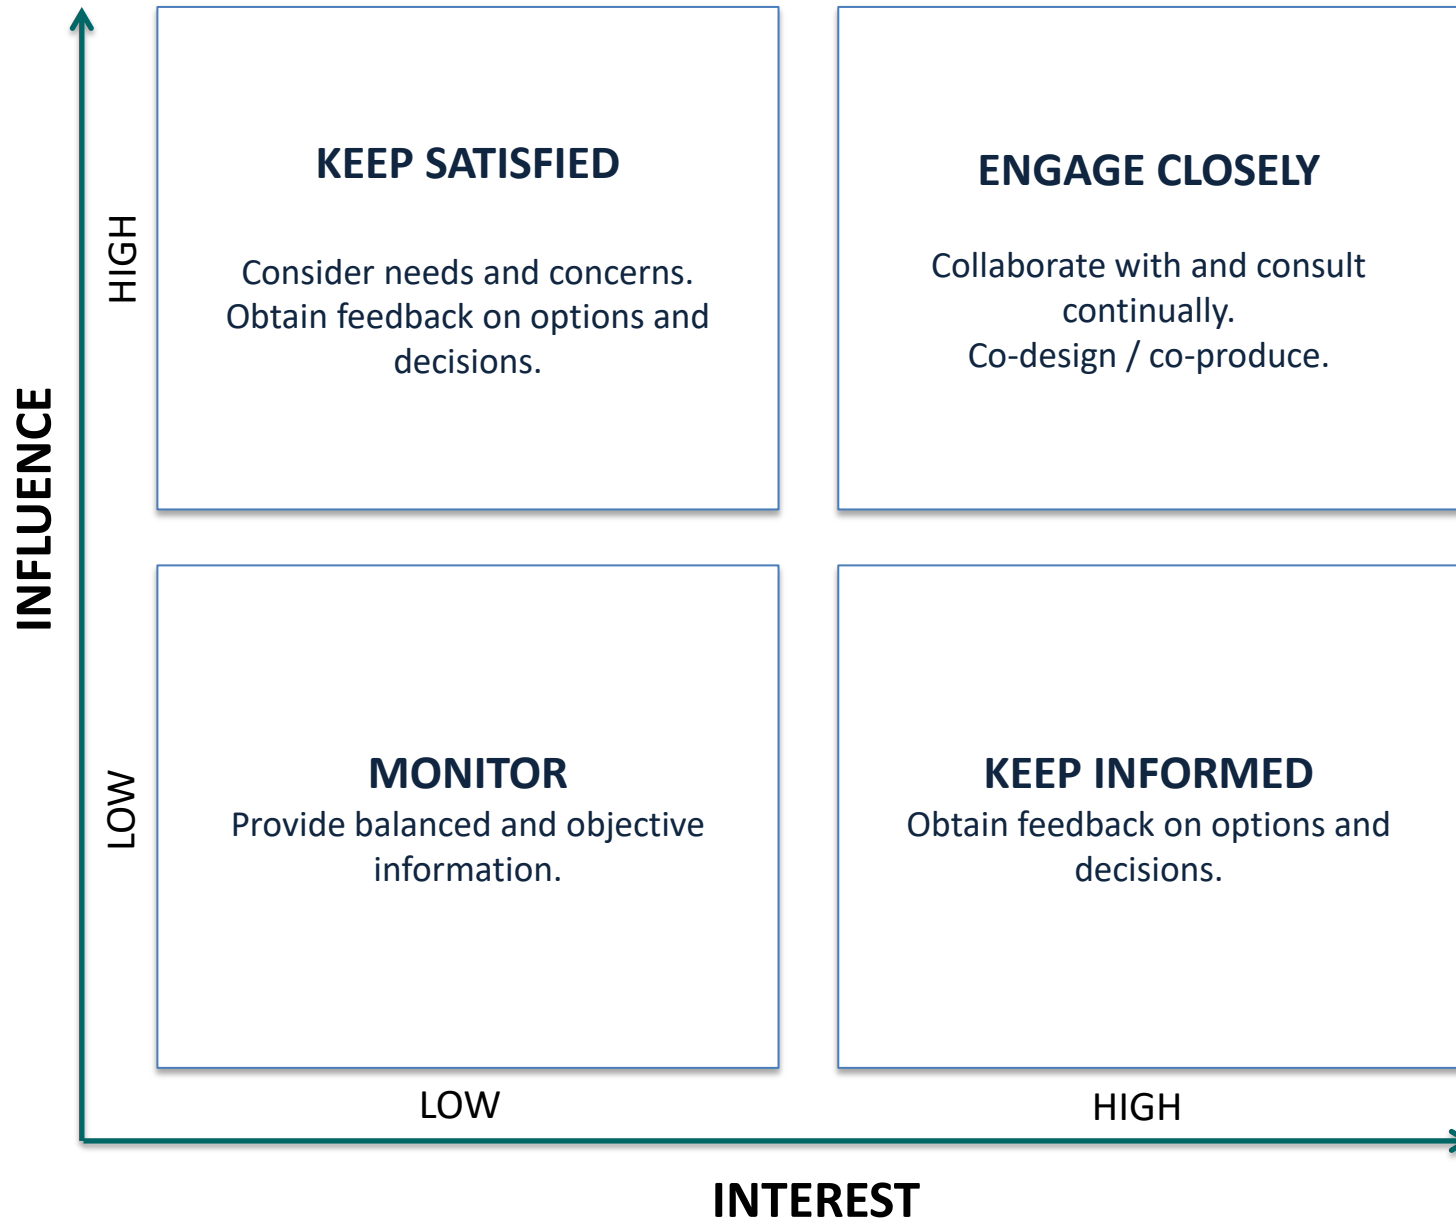 KEEP SATISFIED
Consider needs and concerns.
Obtain feedback on options and
decisions.
ENGAGE CLOSELY
Collaborate with and consult
continually.
Co-design / co-produce.
HIGH
INFLUENCE
LOW
MONITOR
Provide balanced and objective
information.
KEEP INFORMED
Obtain feedback on options and
decisions.
LOW
HIGH
INTEREST